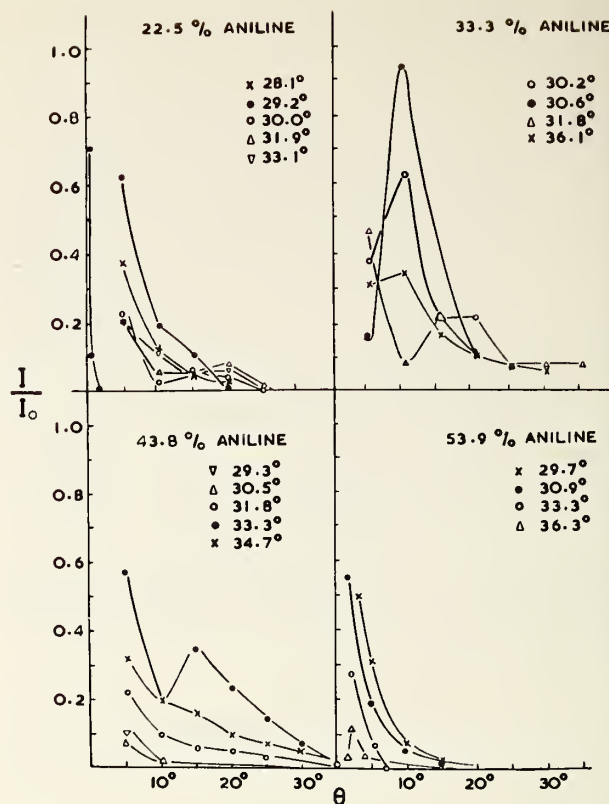 22.5 % ANILINE
x 28.1°
● 29.2°
o 30.0°
△ 31.9°
▽ 33.1°
33.3 % ANILINE
o 30.2°
● 30.6°
△ 31.8°
x 36.1°
1.0
0.8
0.6
0.4
0.2
I
I₀
43.8 % ANILINE
▽ 29.3°
△ 30.5°
o 31.8°
● 33.3°
x 34.7°
53.9 % ANILINE
x 29.7°
● 30.9°
o 33.3°
△ 36.3°
1.0
0.8
0.6
0.4
0.2
10° 20° 30° 10° 20° 30°
θ